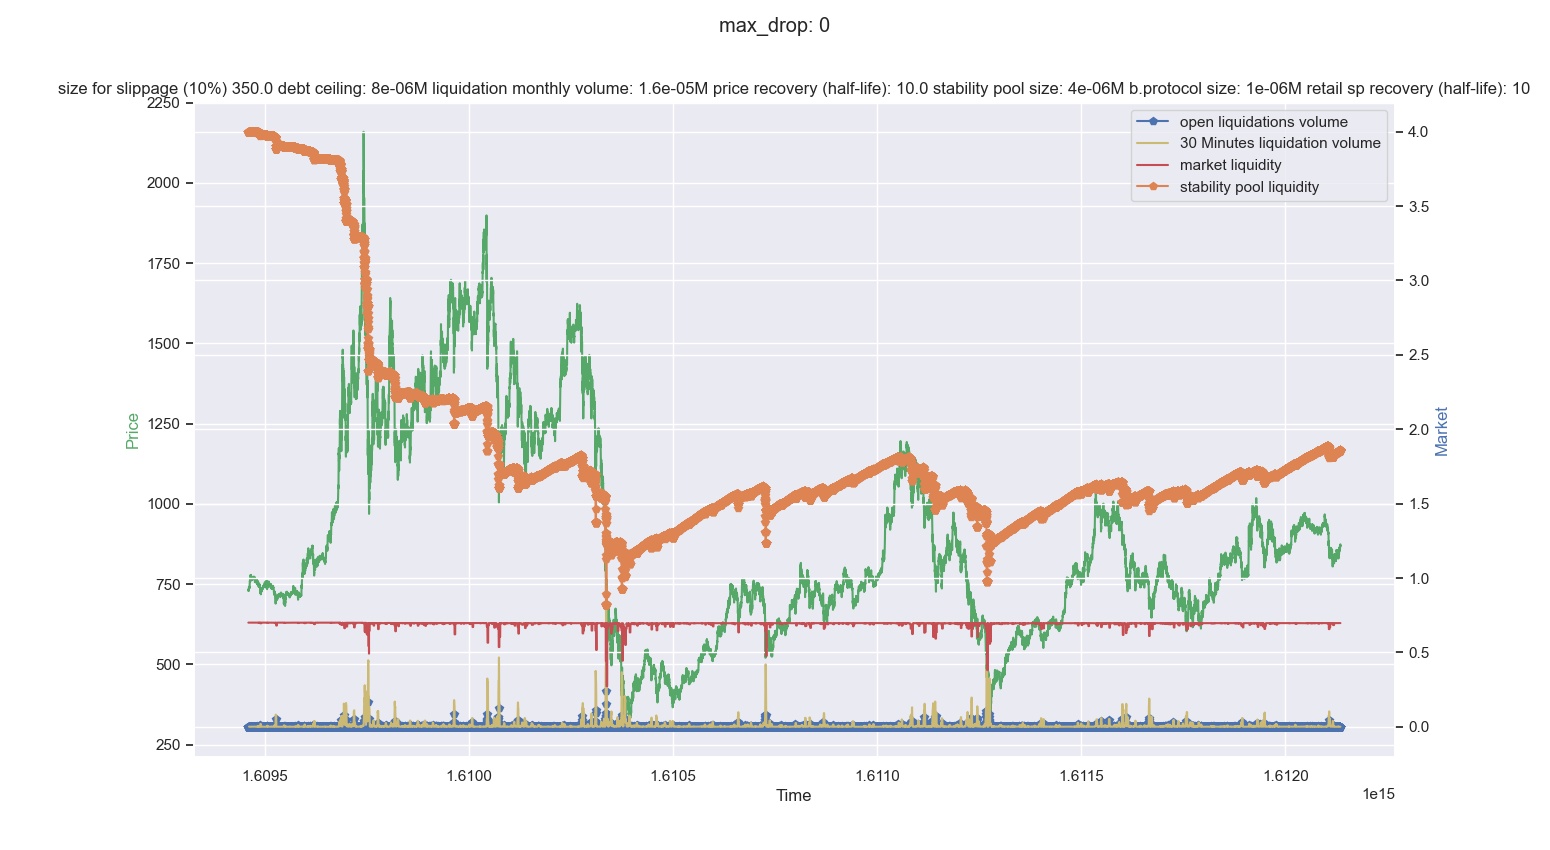 max_drop: 0
size for slippage (10%) 350.0 debt ceiling: 8e-06M liquidation monthly volume: 1.6e-05M price recovery (half-life): 10.0 stability pool size: 4e-06M b.protocol size: 1e-06M retail sp recovery (half-life): 10
open liquidations volume
30 Minutes liquidation volume
market liquidity
stability pool liquidity
2250
2000
1750
1500
1250
1000
750
500
250
Price
4.0
3.5
3.0
2.5
2.0
1.5
1.0
0.5
0.0
Market
1.6095 1.6100 1.6105 1.6110 1.6115 1.6120
1e15
Time